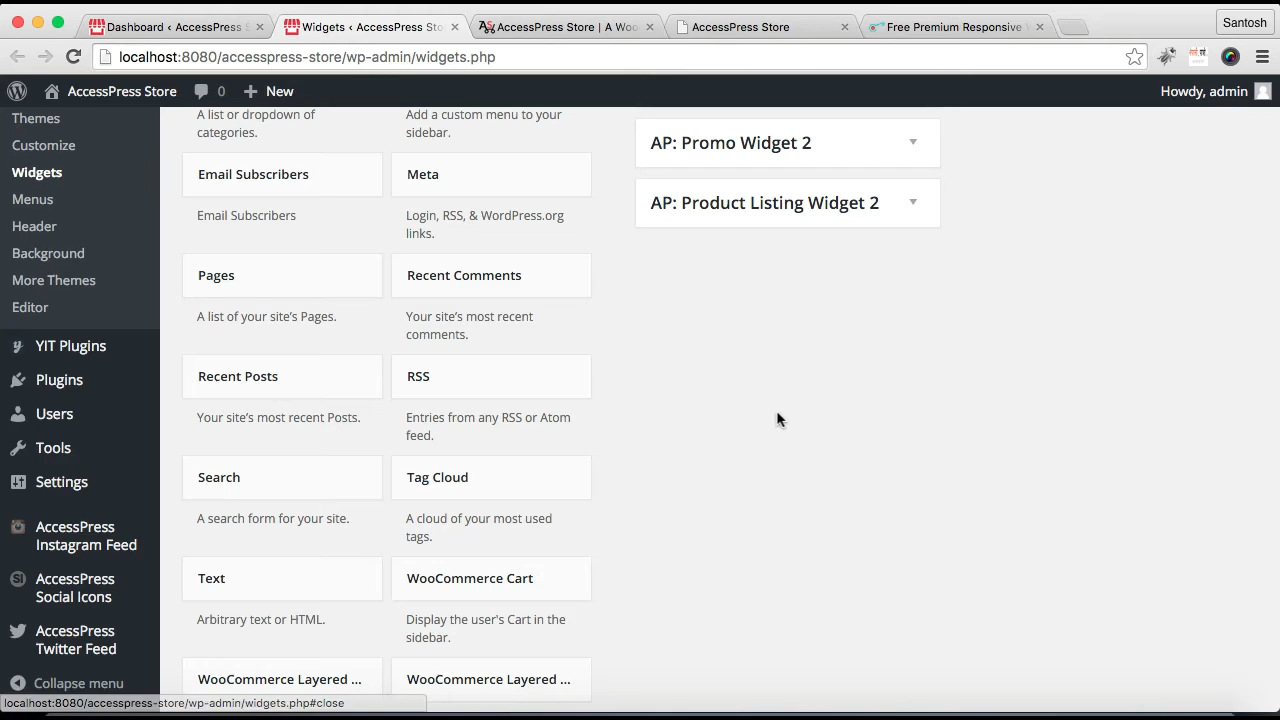 Dashboard ‹ AccessPress S
Widgets ‹ AccessPress Sto
AccessPress Store | A Woo
AccessPress Store
Free Premium Responsive
Santosh
localhost:8080/accesspress-store/wp-admin/widgets.php
AccessPress Store
0
New
Howdy, admin
Themes
Customize
Widgets
Menus
Header
Background
More Themes
Editor
YIT Plugins
Plugins
Users
Tools
Settings
AccessPress
Instagram Feed
AccessPress
Social Icons
AccessPress
Twitter Feed
Collapse menu
A list or dropdown of
categories.
Add a custom menu to your
sidebar.
Email Subscribers
Email Subscribers
Meta
Login, RSS, & WordPress.org
links.
Pages
A list of your site's Pages.
Recent Comments
Your site's most recent
comments.
Recent Posts
Your site's most recent Posts.
RSS
Entries from any RSS or Atom
feed.
Search
A search form for your site.
Tag Cloud
A cloud of your most used
tags.
Text
Arbitrary text or HTML.
WooCommerce Cart
Display the user's Cart in the
sidebar.
WooCommerce Layered ...
WooCommerce Layered ...
AP: Promo Widget 2
AP: Product Listing Widget 2
localhost:8080/accesspress-store/wp-admin/widgets.php#close